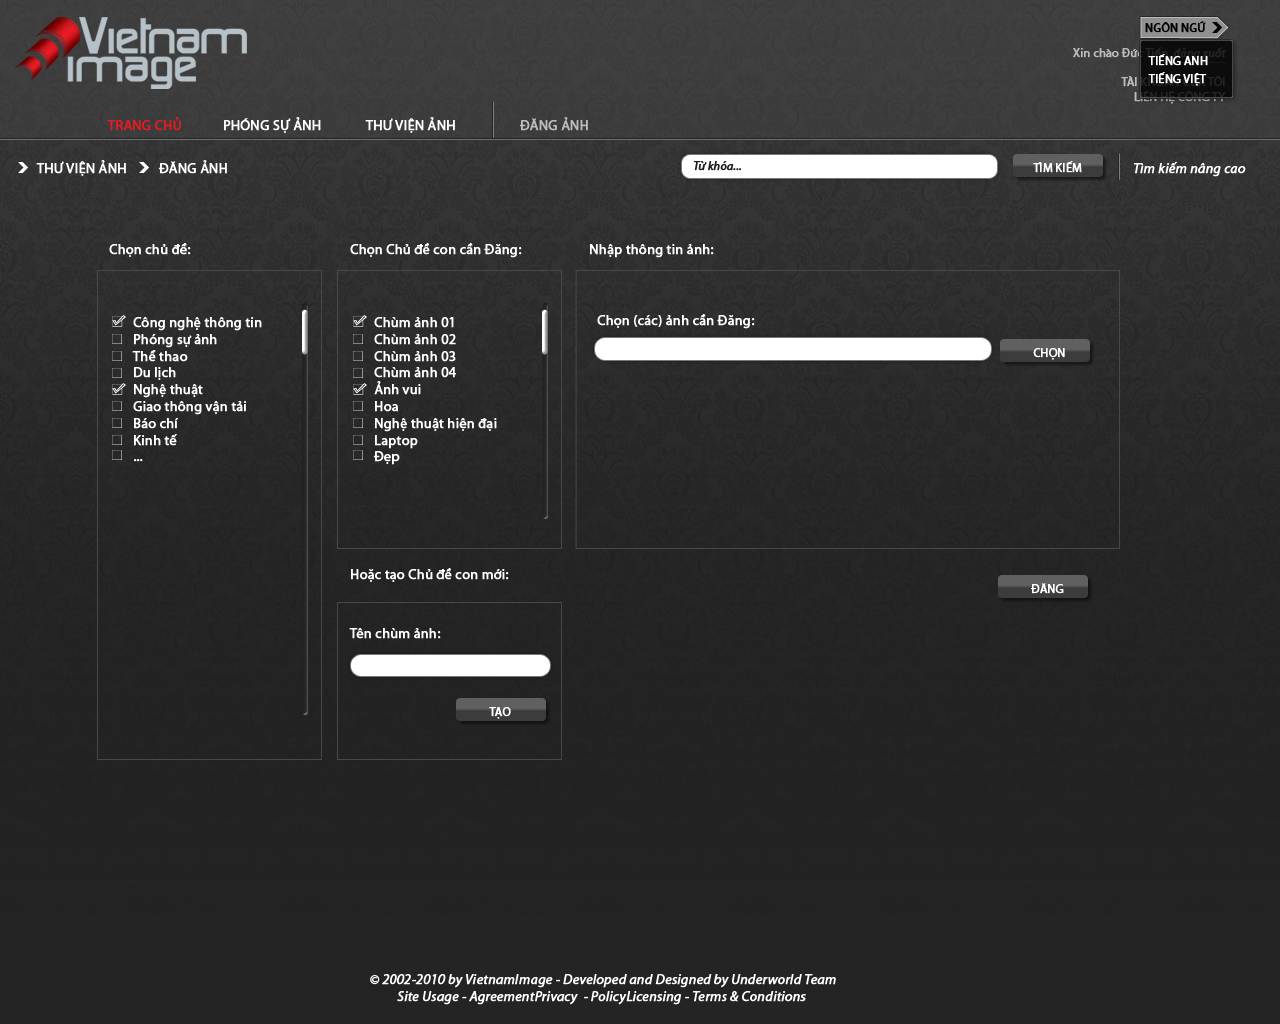 Vietnam
image
NGÔN NGỮ
Xin chào Đức
TIẾNG ANH
TIẾNG VIỆT
LIÊN HỆ CÔNG TY
TRANG CHỦ
PHÓNG SỰ ẢNH
THƯ VIỆN ẢNH
ĐĂNG ẢNH
THƯ VIỆN ẢNH
ĐĂNG ẢNH
Từ khóa...
TÌM KIẾM
Tìm kiếm nâng cao
Chọn chủ đề:
Công nghệ thông tin
Phóng sự ảnh
Thể thao
Du lịch
Nghệ thuật
Giao thông vận tải
Báo chí
Kinh tế
...
Chọn Chủ đề con cần Đăng:
Chùm ảnh 01
Chùm ảnh 02
Chùm ảnh 03
Chùm ảnh 04
Ảnh vui
Hoa
Nghệ thuật hiện đại
Laptop
Đẹp
Hoặc tạo Chủ đề con mới:
Tên chùm ảnh:
TẠO
Nhập thông tin ảnh:
Chọn (các) ảnh cần Đăng:
CHỌN
ĐĂNG
© 2002-2010 by VietnamImage - Developed and Designed by Underworld Team
Site Usage - AgreementPrivacy - PolicyLicensing - Terms & Conditions